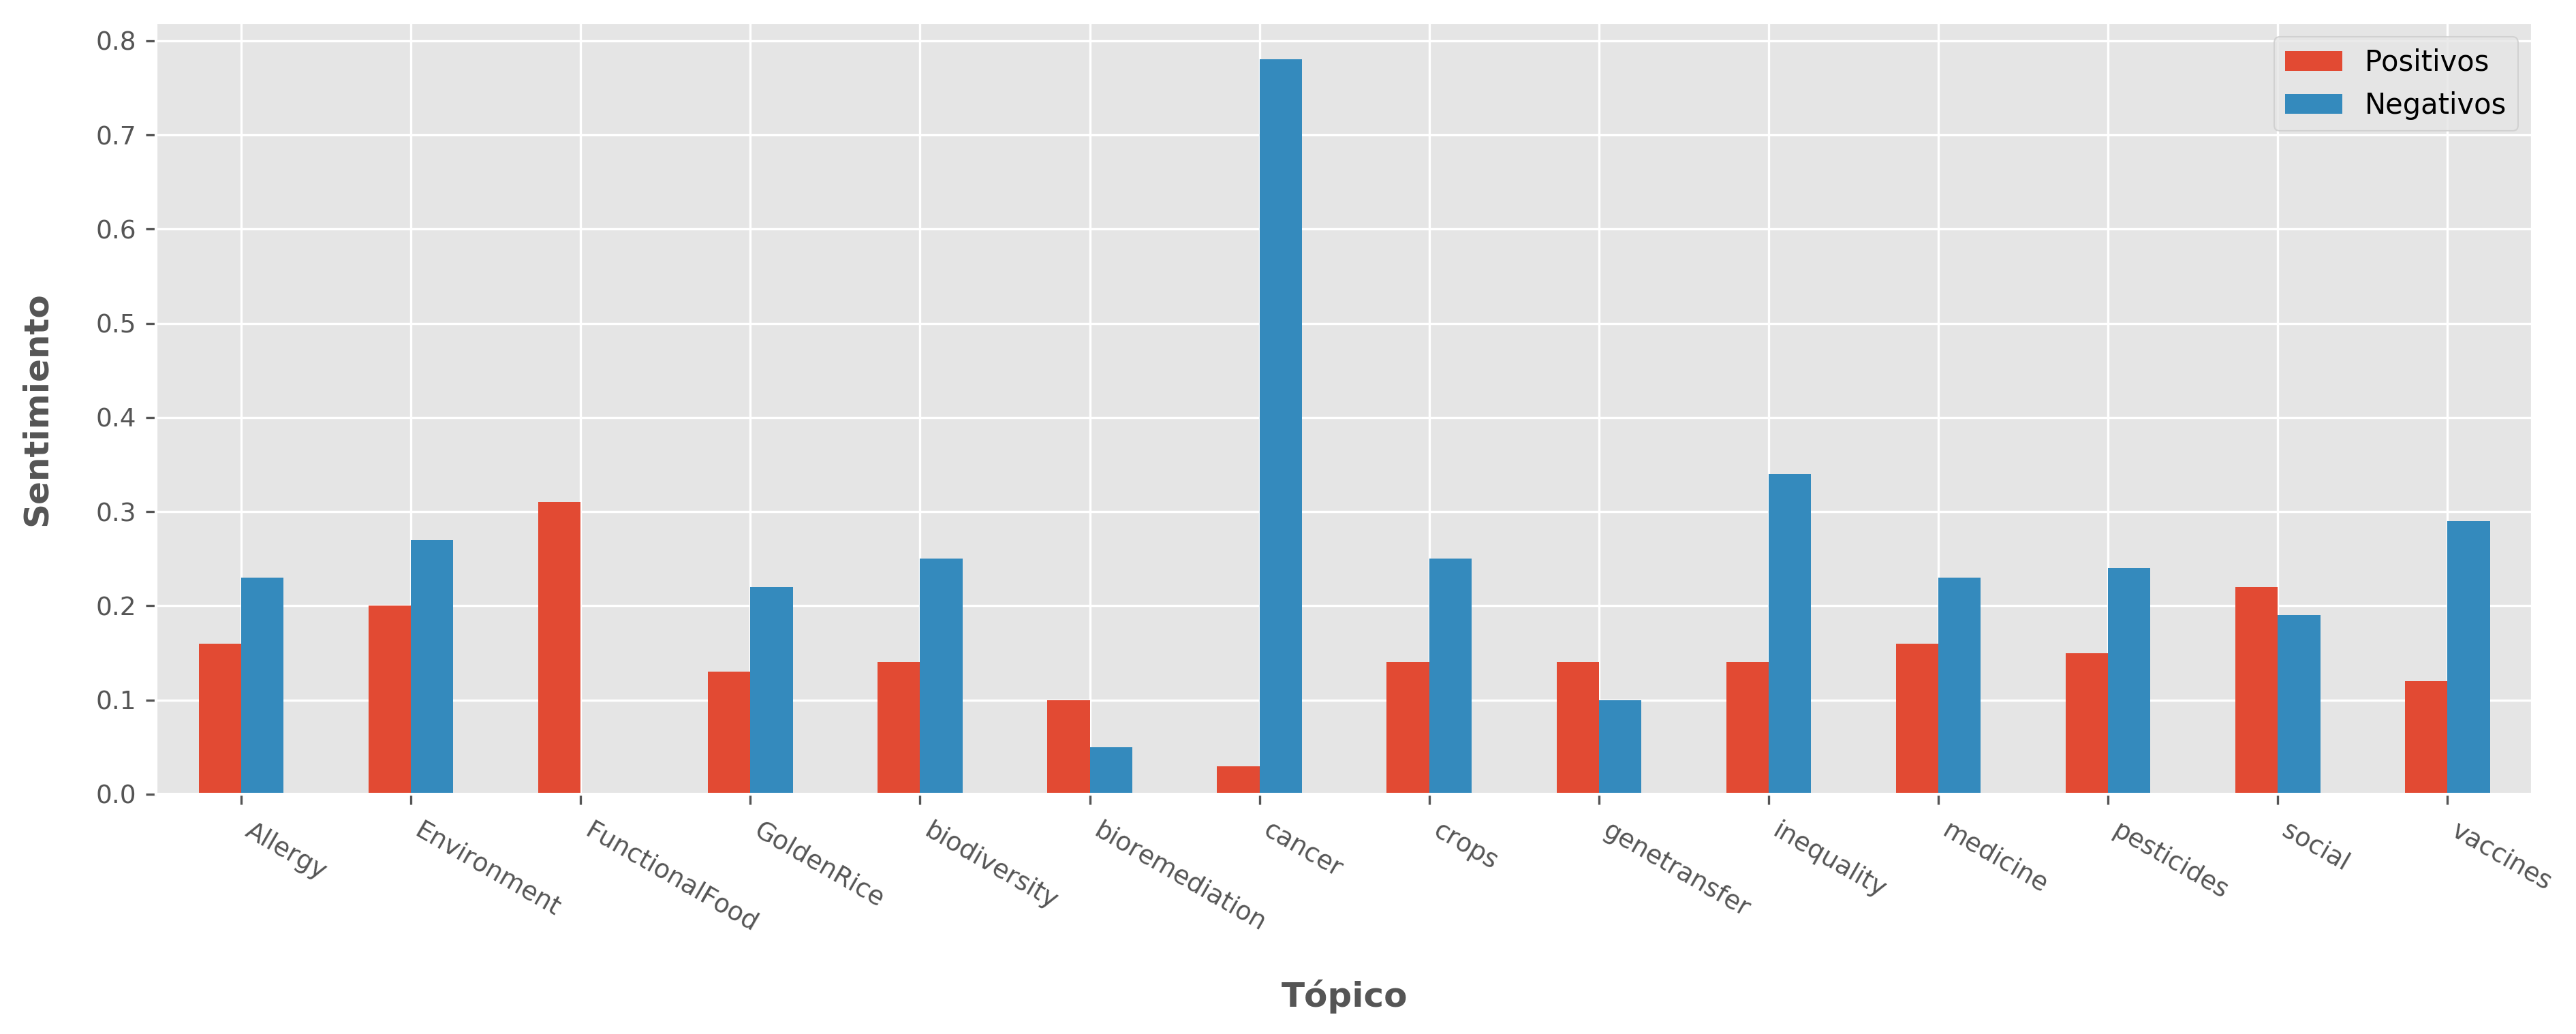 Sentimiento
0.8
0.7
0.6
0.5
0.4
0.3
0.2
0.1
0.0
Positivos
Negativos
Allergy
Environment
FunctionalFood
GoldenRice
biodiversity
bioremediation
cancer
crops
genetransfer
inequality
medicine
pesticides
social
vaccines
Tópico